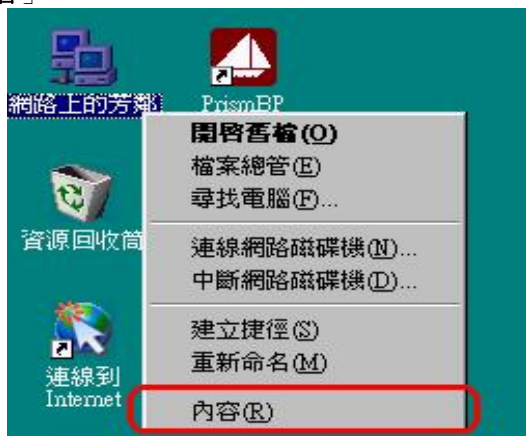 網路上的芳鄰
PrismBP
開啓舊檔(O)
檔案總管(E)
尋找電腦(F)...
資源回收筒
連線網路磁碟機(N)...
中斷網路磁碟機(D)...
建立捷徑(S)
重新命名(M)
連線到
Internet
內容(R)